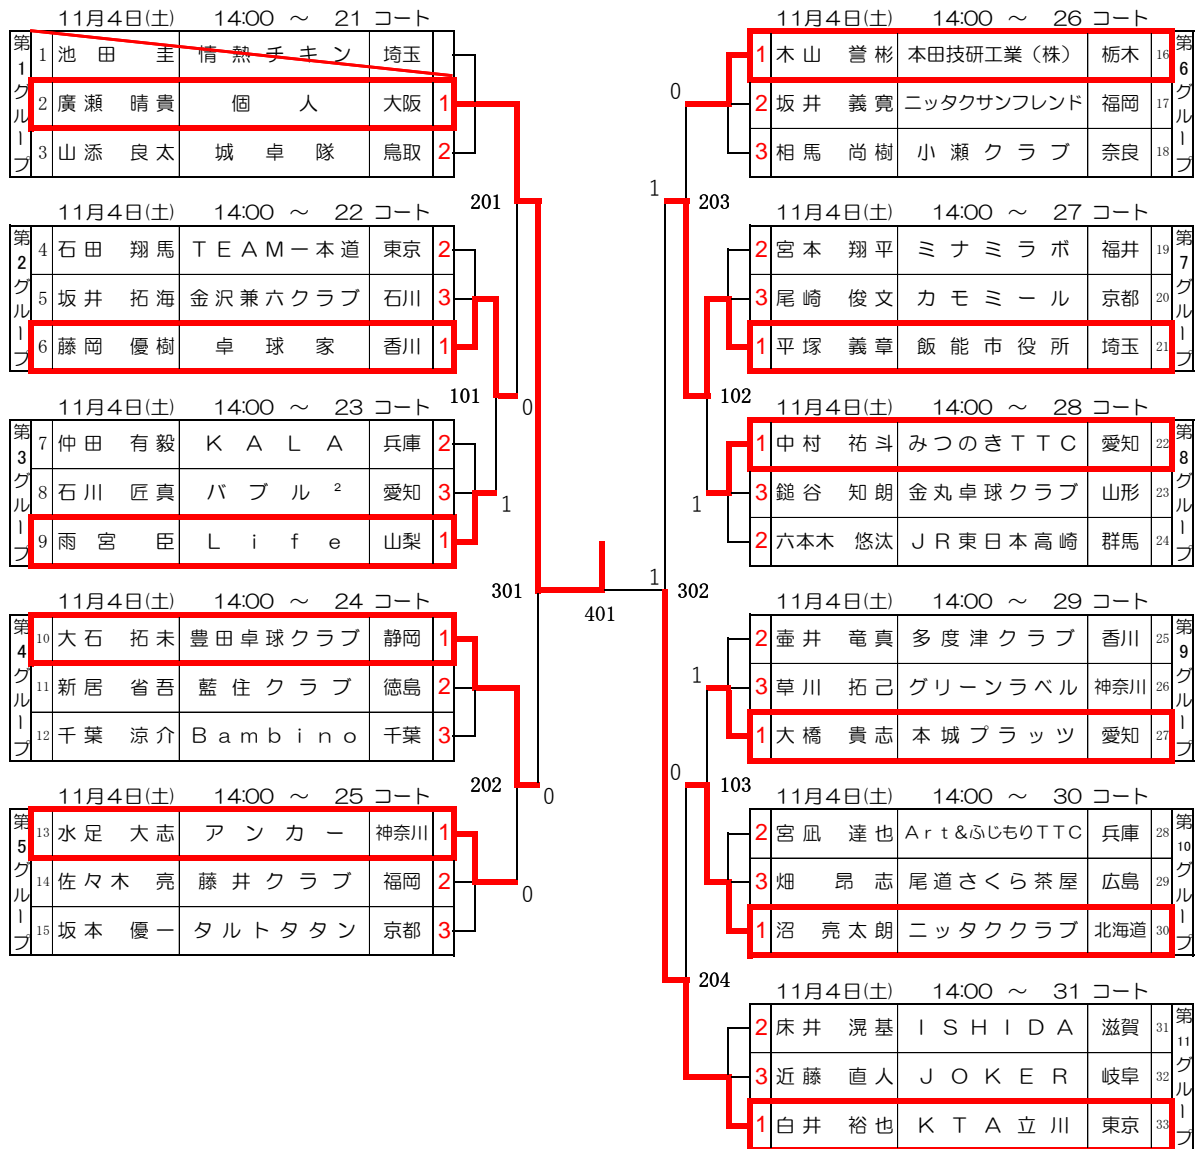 11月4日(土) 14:00 ～ 21 コート
第1グループ
1 池田 圭 情熱チキン 埼玉
2 廣瀬 晴貴 個人 大阪 1
3 山添 良太 城卓隊 鳥取 2
11月4日(土) 14:00 ～ 22 コート
第2グループ
4 石田 翔馬 TEAM一本道 東京 2
5 坂井 拓海 金沢兼六クラブ 石川 3
6 藤岡 優樹 卓球家 香川 1
11月4日(土) 14:00 ～ 23 コート
第3グループ
7 仲田 有毅 KALA 兵庫 2
8 石川 匠真 バブル² 愛知 3
9 雨宮 臣 Life 山梨 1
11月4日(土) 14:00 ～ 24 コート
第4グループ
10 大石 拓未 豊田卓球クラブ 静岡 1
11 新居 省吾 藍住クラブ 徳島 2
12 千葉 涼介 Bambino 千葉 3
11月4日(土) 14:00 ～ 25 コート
第5グループ
13 水足 大志 アンカー 神奈川 1
14 佐々木 亮 藤井クラブ 福岡 2
15 坂本 優一 タルトタタン 京都 3
201
101
0
1
301
202
0
0
401
1
302
1
203
0
102
1
1
103
0
204
11月4日(土) 14:00 ～ 26 コート
第6グループ
1 木山 誉彬 本田技研工業（株） 栃木 16
2 坂井 義寛 ニッタクサンフレンド 福岡 17
3 相馬 尚樹 小瀬クラブ 奈良 18
11月4日(土) 14:00 ～ 27 コート
第7グループ
2 宮本 翔平 ミナミラボ 福井 19
3 尾崎 俊文 カモミール 京都 20
1 平塚 義章 飯能市役所 埼玉 21
11月4日(土) 14:00 ～ 28 コート
第8グループ
1 中村 祐斗 みつのきTTC 愛知 22
3 鎚谷 知朗 金丸卓球クラブ 山形 23
2 六本木 悠汰 JR東日本高崎 群馬 24
11月4日(土) 14:00 ～ 29 コート
第9グループ
2 壷井 竜真 多度津クラブ 香川 25
3 草川 拓己 グリーンラベル 神奈川 26
1 大橋 貴志 本城プラッツ 愛知 27
11月4日(土) 14:00 ～ 30 コート
第10グループ
2 宮凪 達也 Art&ふじもりTTC 兵庫 28
3 畑 昂志 尾道さくら茶屋 広島 29
1 沼 亮太朗 ニッタククラブ 北海道 30
11月4日(土) 14:00 ～ 31 コート
第11グループ
2 床井 滉基 ISHIDA 滋賀 31
3 近藤 直人 JOKER 岐阜 32
1 白井 裕也 KTA立川 東京 33